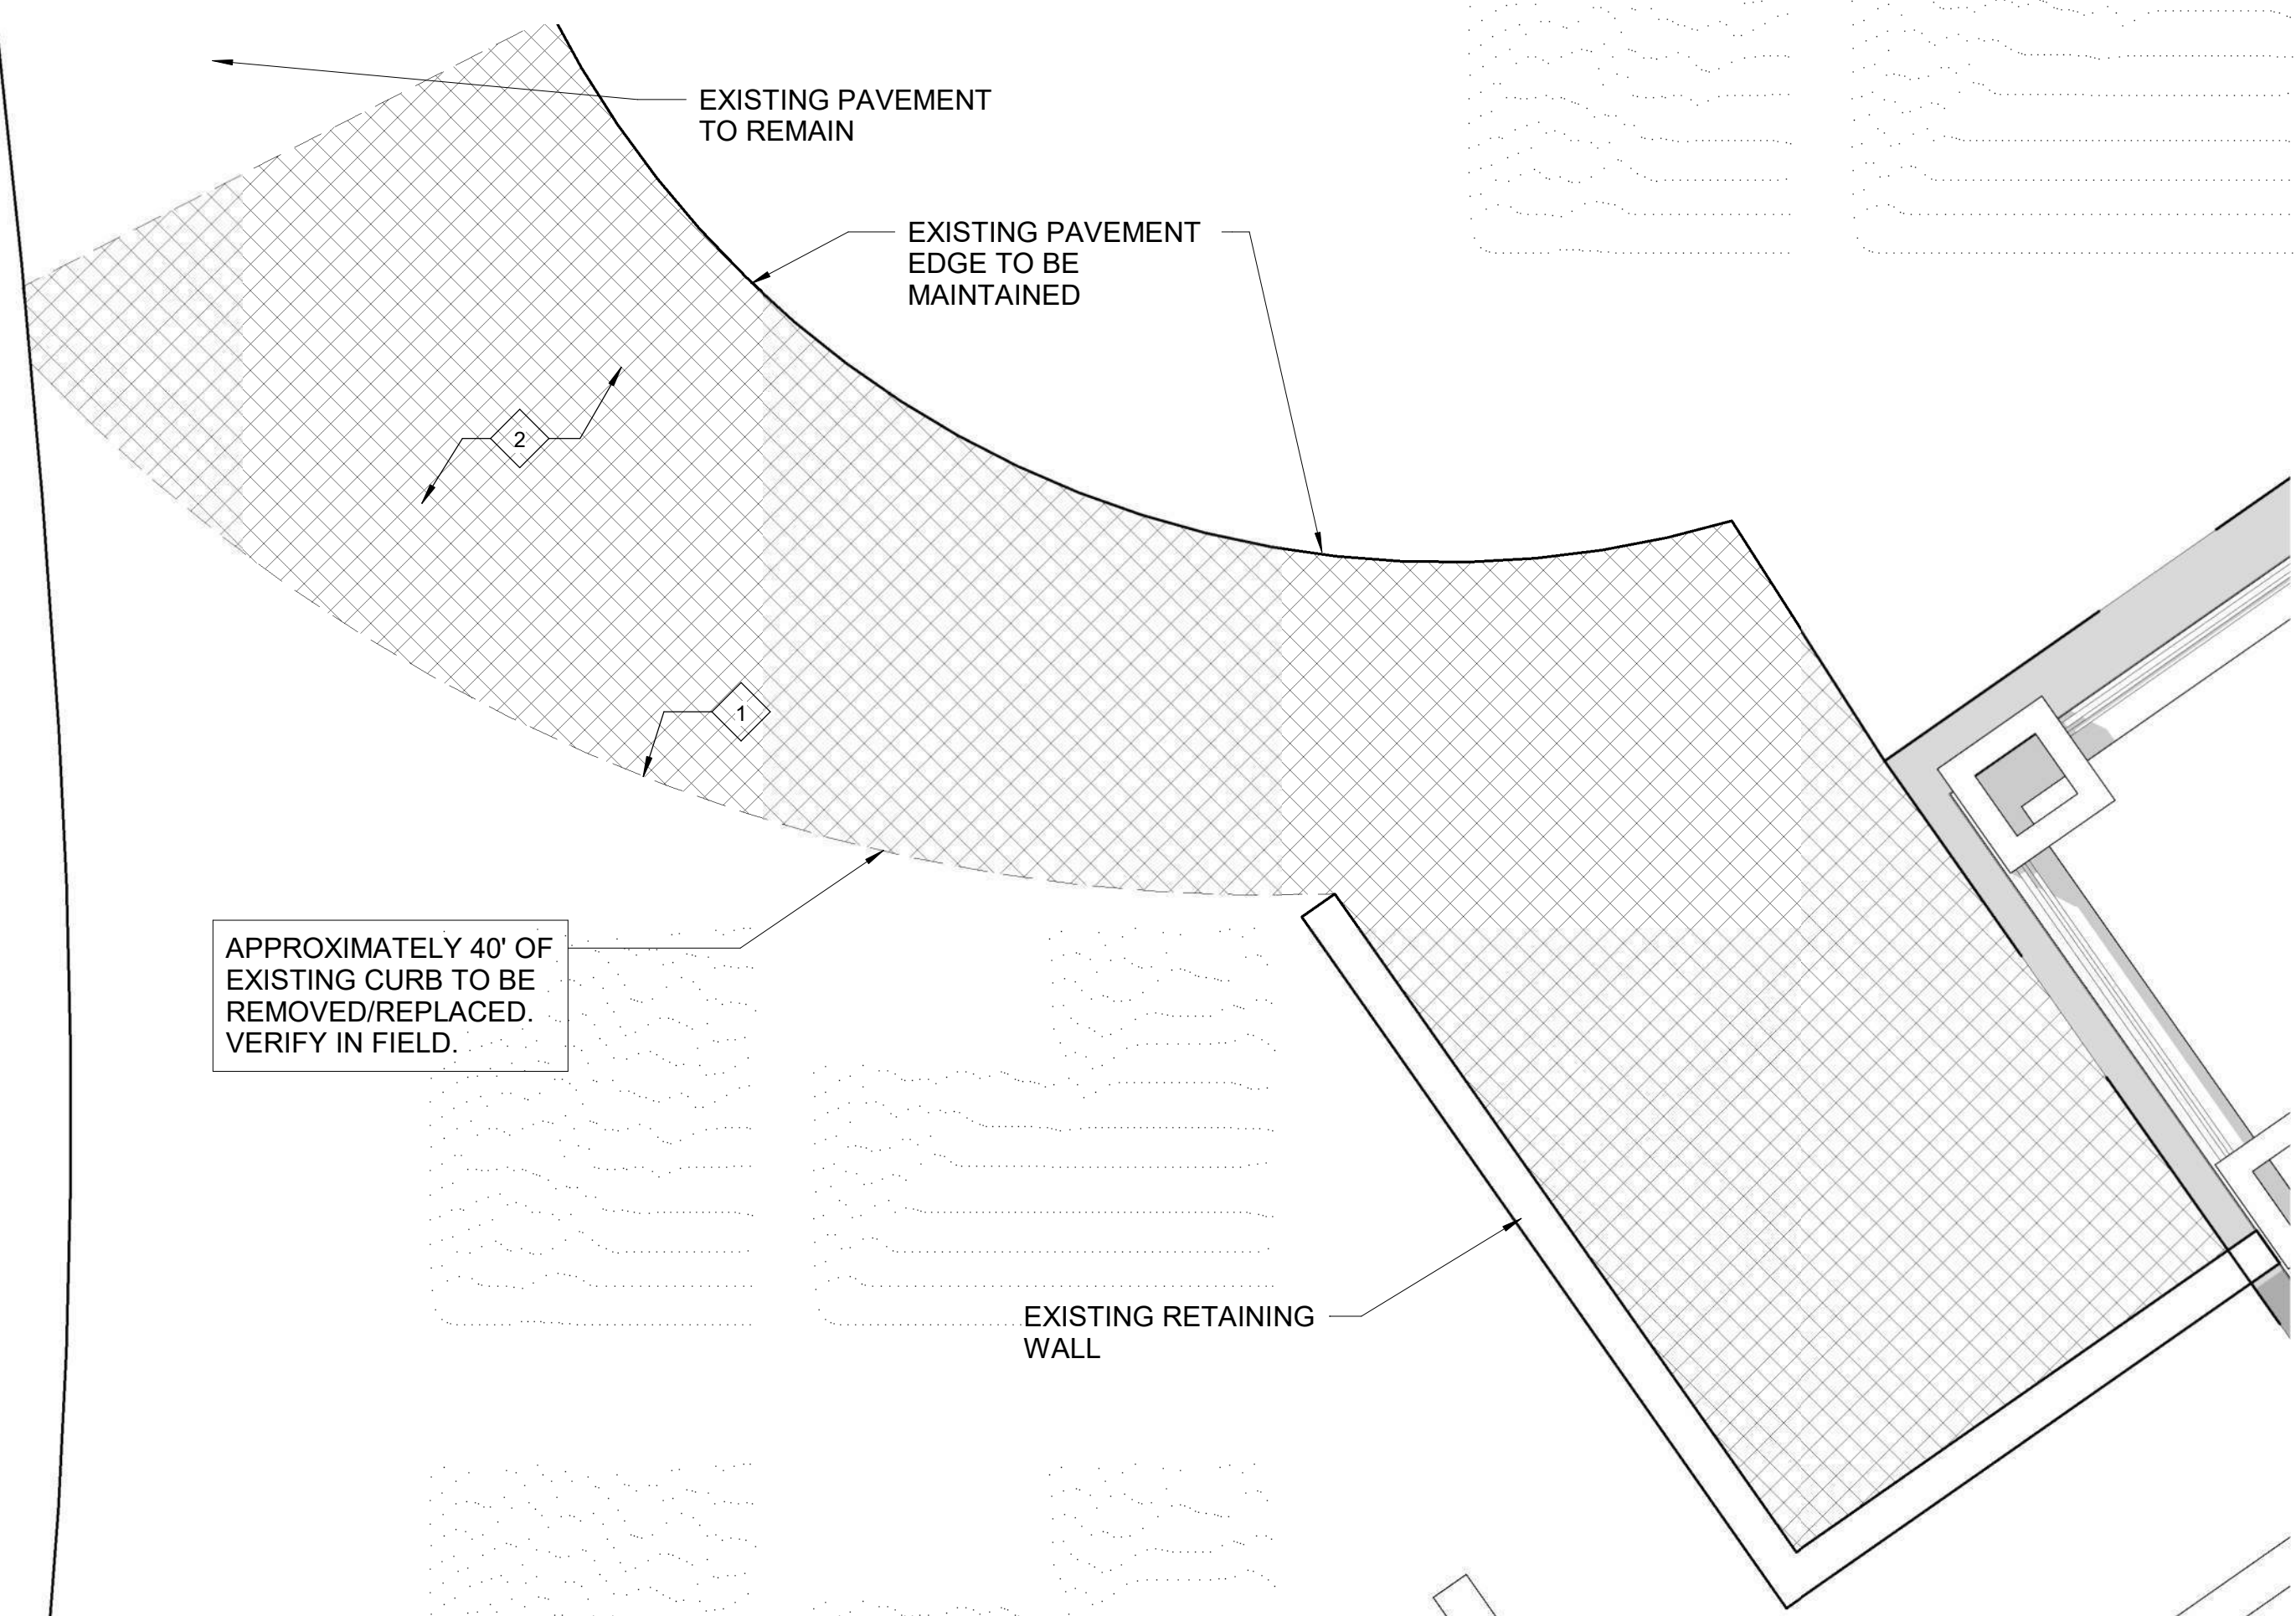 EXISTING PAVEMENT
TO REMAIN
EXISTING PAVEMENT
EDGE TO BE
MAINTAINED
2
1
APPROXIMATELY 40' OF
EXISTING CURB TO BE
REMOVED/REPLACED.
VERIFY IN FIELD.
EXISTING RETAINING
WALL